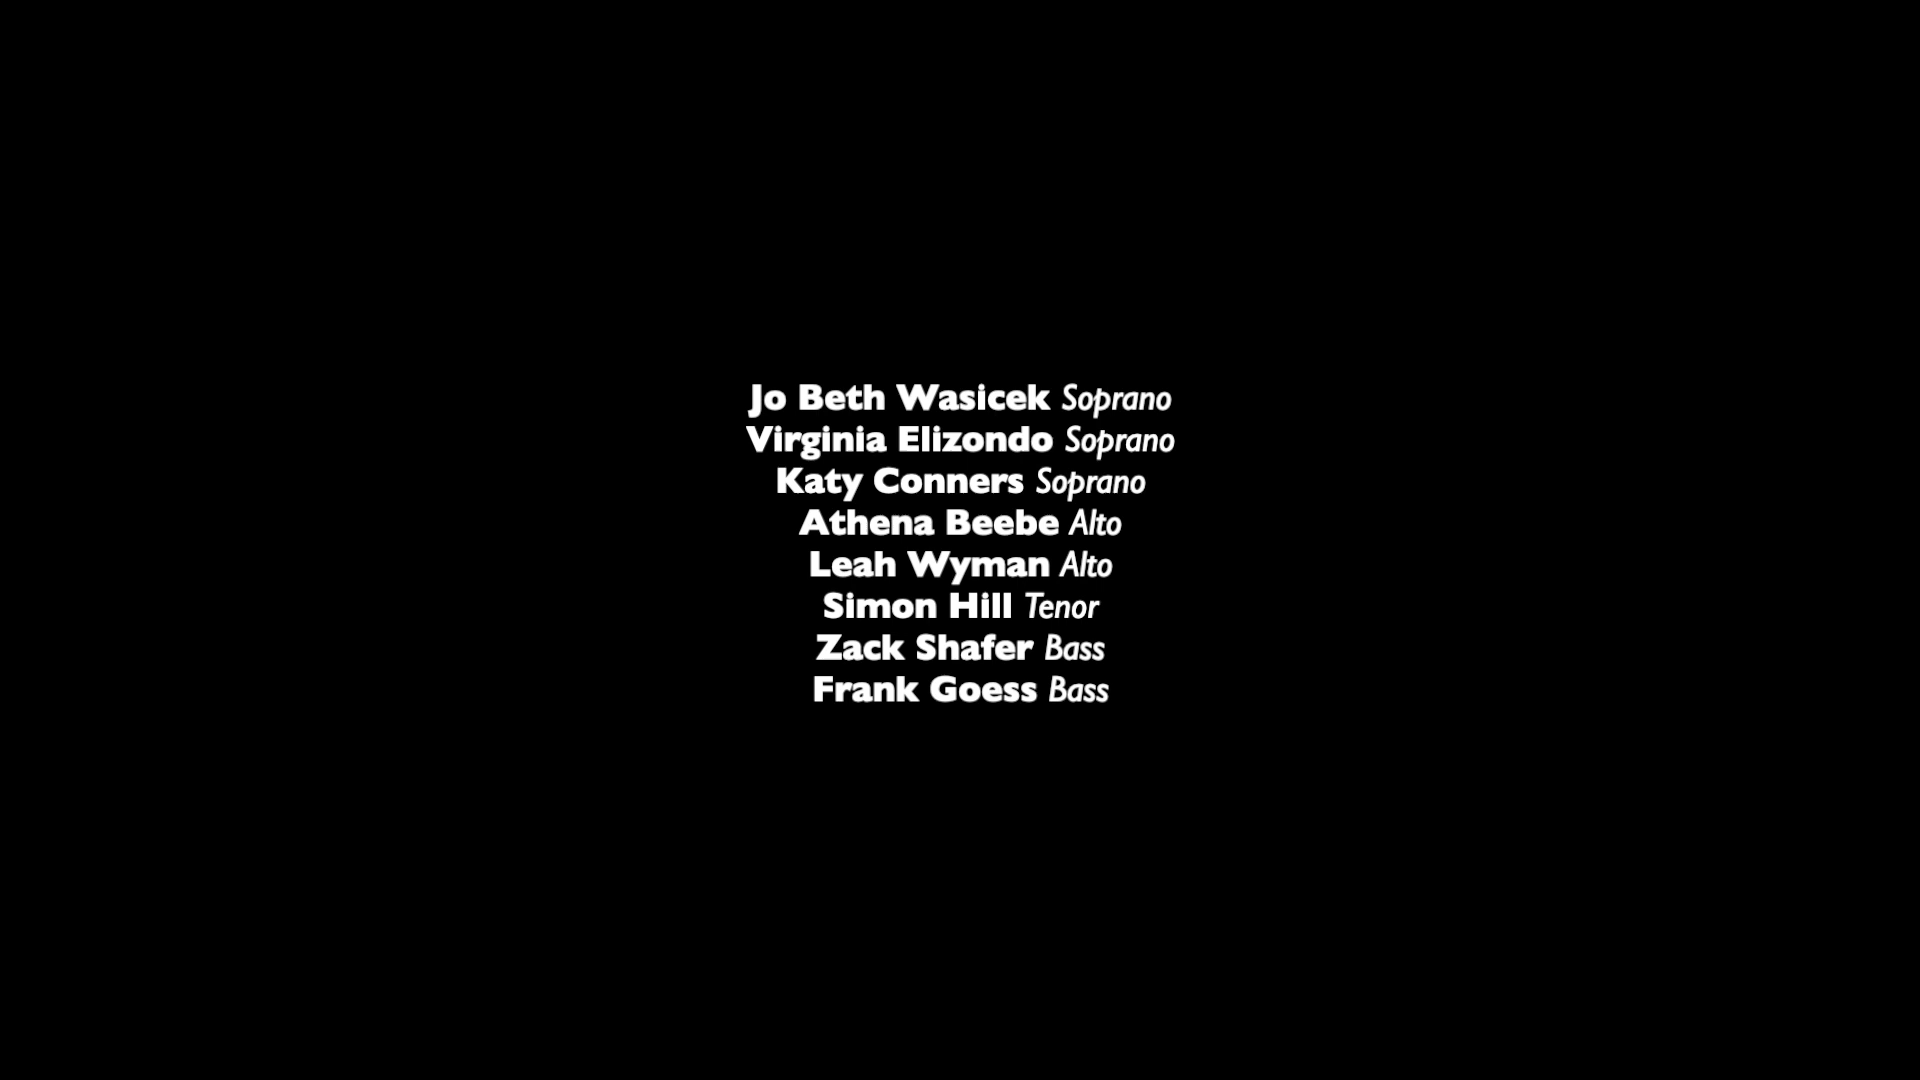 Jo Beth Wasicek Soprano
Virginia Elizondo Soprano
Katy Conners Soprano
Athena Beebe Alto
Leah Wyman Alto
Simon Hill Tenor
Zack Shafer Bass
Frank Goess Bass